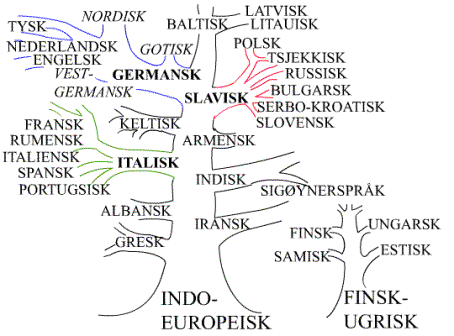 LATVISK
NORDISK
BALTISK
LITAUISK
TYSK
NEDERLANDSK
GOTISK
POLSK
ENGELSK
TSJEKKISK
VEST-
GERMANSK
GERMANSK
RUSSISK
SLAVISK
BULGARSK
SERBO-KROATISK
FRANSK
KELTISK
SLOVENSK
RUMENSK
ARMENSK
ITALIENSK
ITALISK
SPANSK
INDISK
PORTUGSISK
SIGØYNERSPRÅK
ALBANSK
IRANSK
FINSK
UNGARSK
GRESK
SAMISK
ESTISK
INDO-
EUROPEISK
FINSK-
UGRISK